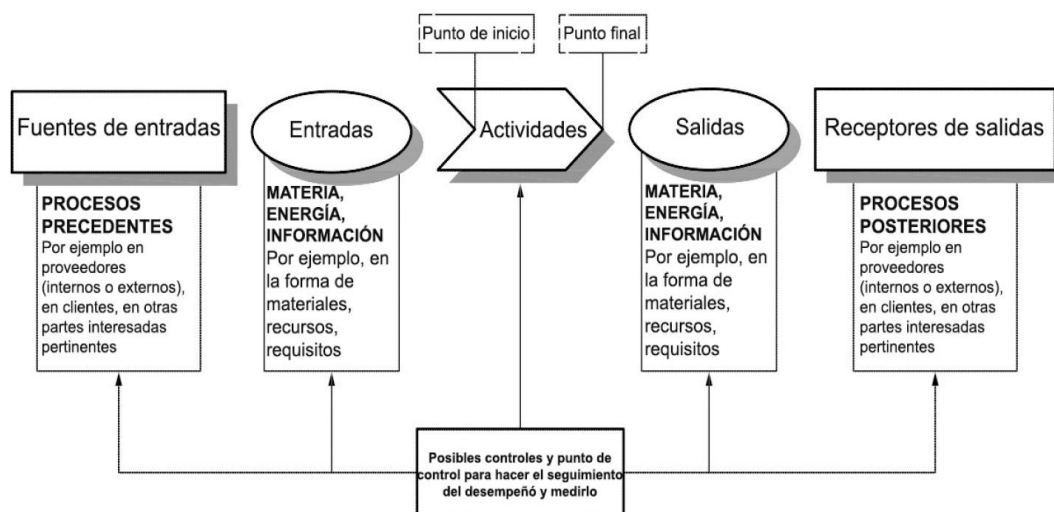 Punto de inicio
Punto final
Fuentes de entradas
Entradas
Actividades
Salidas
Receptores de salidas
PROCESOS
PRECEDENTES
Por ejemplo en
proveedores
(internos o externos),
en clientes, en otras
partes interesadas
pertinentes
MATERIA,
ENERGÍA,
INFORMACIÓN
Por ejemplo, en
la forma de
materiales,
recursos,
requisitos
MATERIA,
ENERGÍA,
INFORMACIÓN
Por ejemplo, en
la forma de
materiales,
recursos,
requisitos
PROCESOS
POSTERIORES
Por ejemplo en
proveedores
(internos o externos),
en clientes, en otras
partes interesadas
pertinentes
Posibles controles y punto de
control para hacer el seguimiento
del desempeñó y medirlo